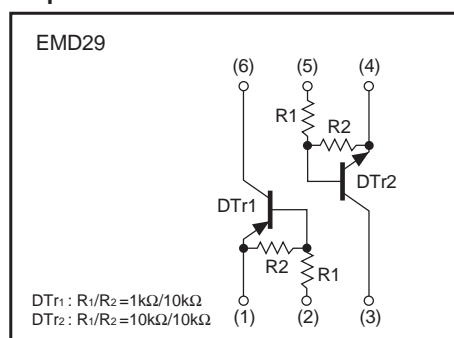 EMD29
(6) (5) (4)
R1
R2
DTr2
DTr1
R2
R1
DTr1 : R1/R2=1kΩ/10kΩ
DTr2 : R1/R2=10kΩ/10kΩ
(1) (2) (3)